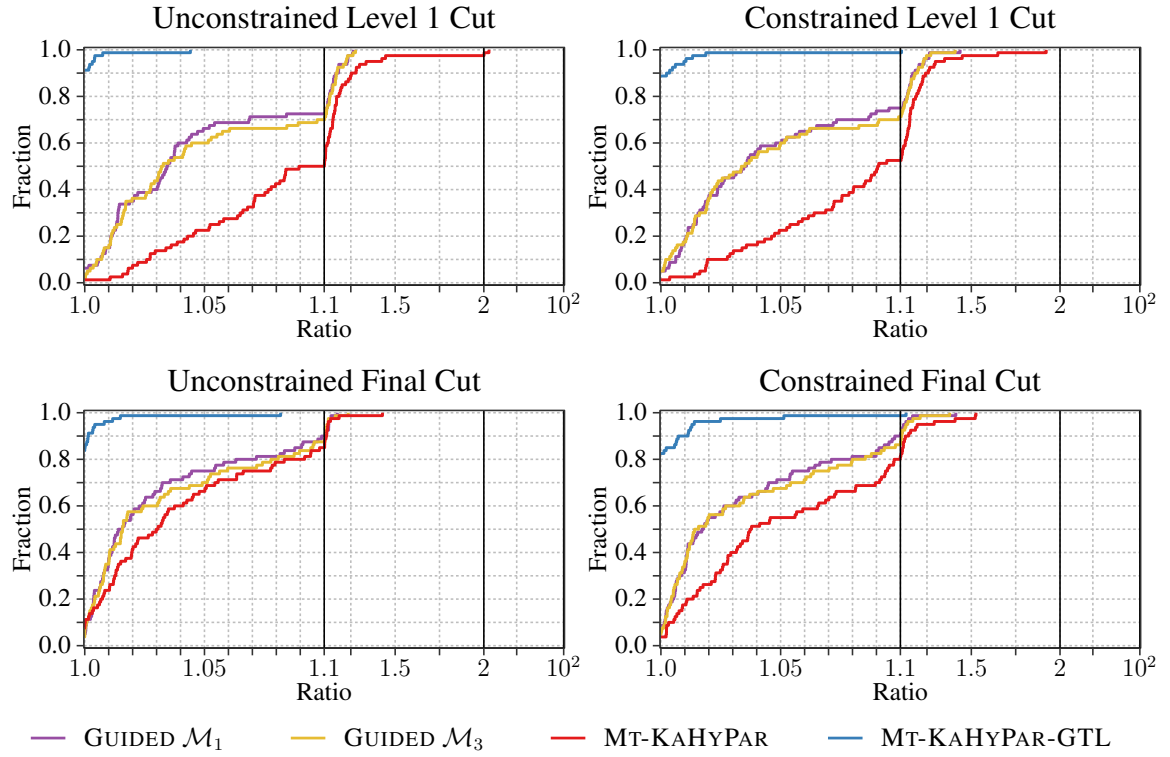 Unconstrained Level 1 Cut
Fraction
1.0
0.8
0.6
0.4
0.2
0.0
1.0 1.05 1.1 1.5 2 10²
Ratio
Constrained Level 1 Cut
Fraction
1.0
0.8
0.6
0.4
0.2
0.0
1.0 1.05 1.1 1.5 2 10²
Ratio
Unconstrained Final Cut
Fraction
1.0
0.8
0.6
0.4
0.2
0.0
1.0 1.05 1.1 1.5 2 10²
Ratio
Constrained Final Cut
Fraction
1.0
0.8
0.6
0.4
0.2
0.0
1.0 1.05 1.1 1.5 2 10²
Ratio
GUIDED ℳ₁ GUIDED ℳ₃ MT-KAHYPAR MT-KAHYPAR-GTL